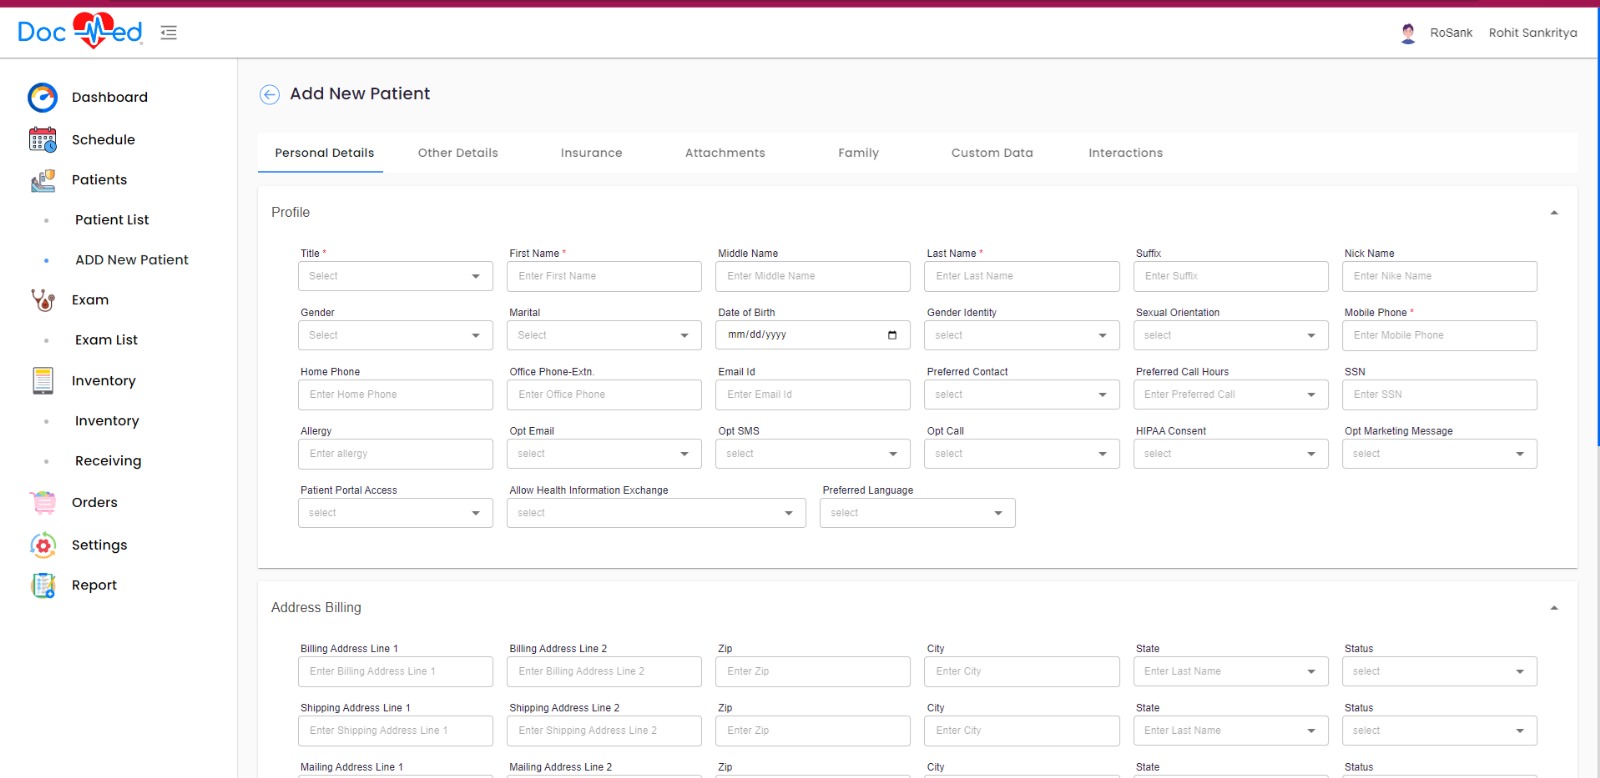 Doc Med
RoSank Rohit Sankritya
Dashboard
Schedule
Patients
Patient List
ADD New Patient
Exam
Exam List
Inventory
Inventory
Receiving
Orders
Settings
Report
Add New Patient
Personal Details Other Details Insurance Attachments Family Custom Data Interactions
Profile
Title * First Name * Middle Name Last Name * Suffix Nick Name
Select Enter First Name Enter Middle Name Enter Last Name Enter Suffix Enter Nike Name
Gender Marital Date of Birth Gender Identity Sexual Orientation Mobile Phone *
Select Select mm/dd/yyyy select select Enter Mobile Phone
Home Phone Office Phone-Extn. Email Id Preferred Contact Preferred Call Hours SSN
Enter Home Phone Enter Office Phone Enter Email Id select Enter Preferred Call Enter SSN
Allergy Opt Email Opt SMS Opt Call HIPAA Consent Opt Marketing Message
Enter allergy select select select select select
Patient Portal Access Allow Health Information Exchange Preferred Language
select select select
Address Billing
Billing Address Line 1 Billing Address Line 2 Zip City State Status
Enter Billing Address Line 1 Enter Billing Address Line 2 Enter Zip Enter City Enter Last Name select
Shipping Address Line 1 Shipping Address Line 2 Zip City State Status
Enter Shipping Address Line 1 Enter Shipping Address Line 2 Enter Zip Enter City Enter Last Name select
Mailing Address Line 1 Mailing Address Line 2 Zip City State Status